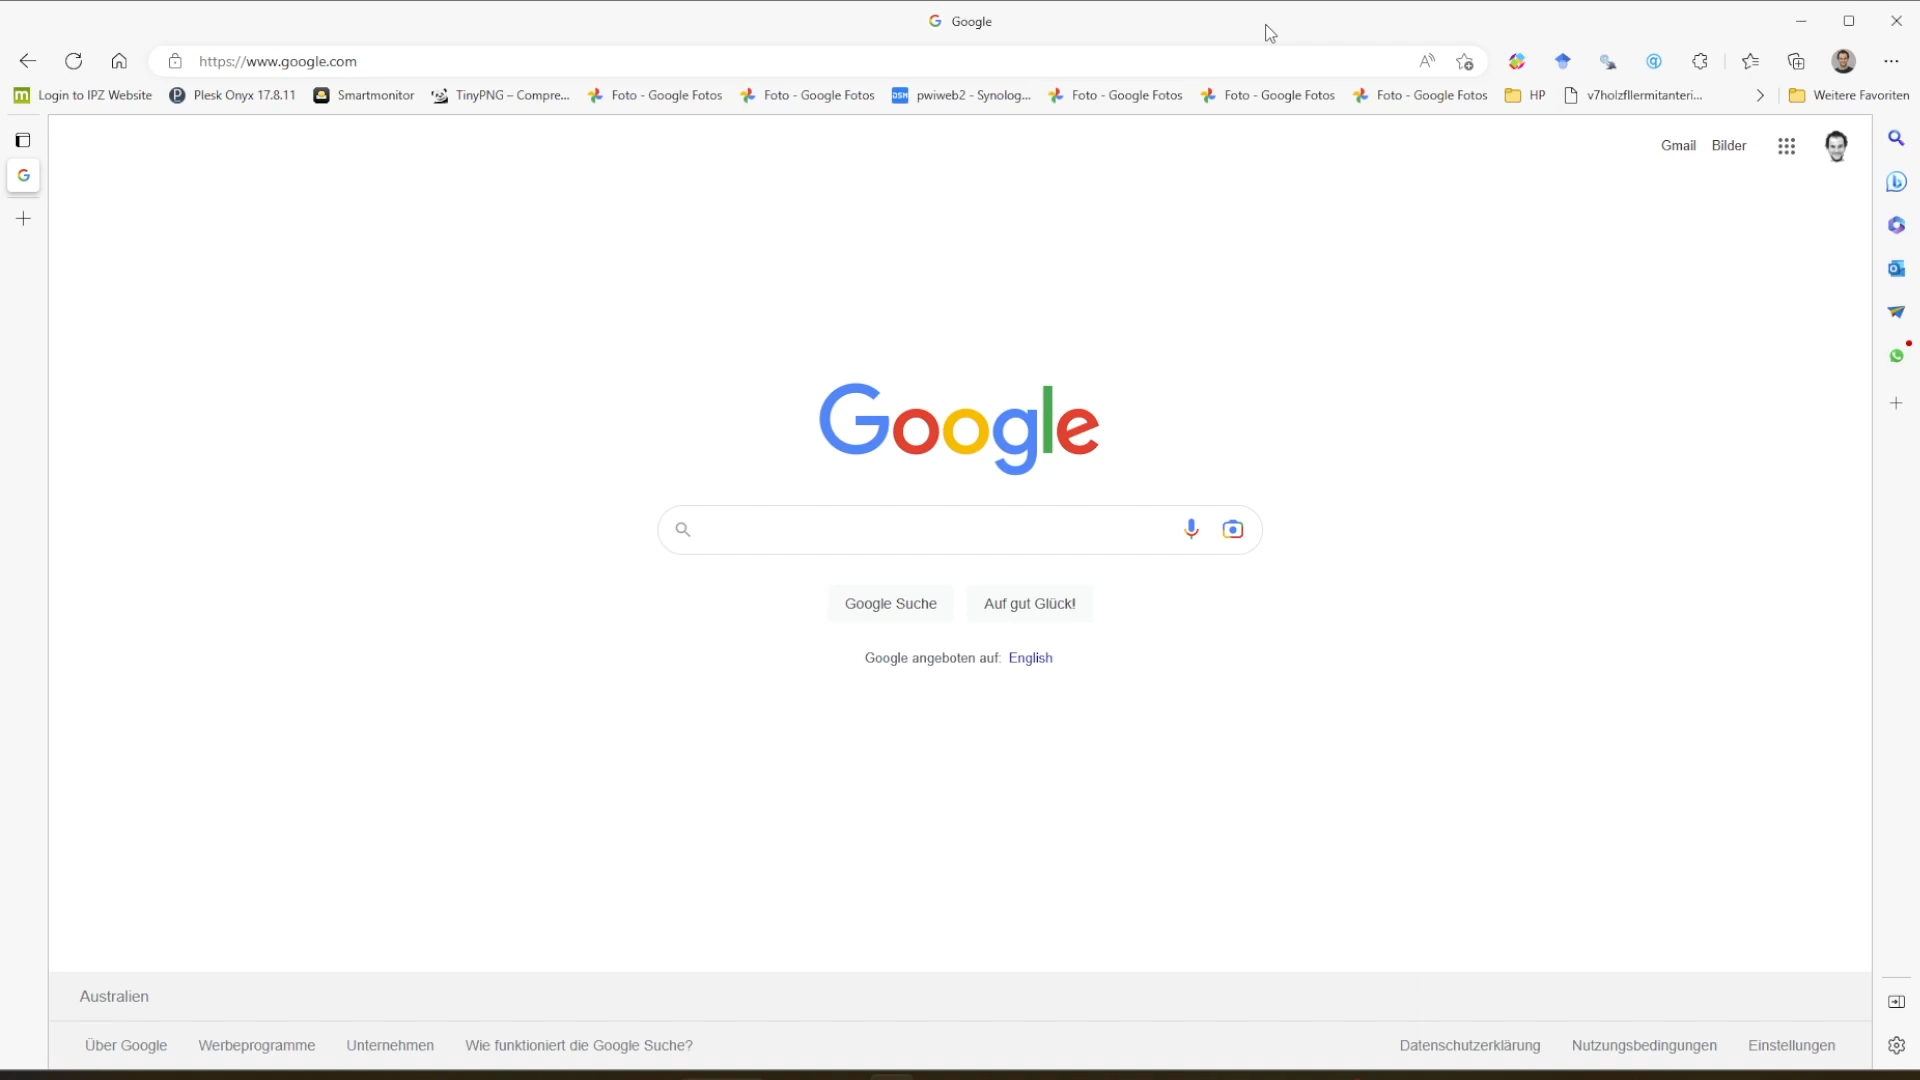 Google
https://www.google.com
Login to IPZ Website
Plesk Onyx 17.8.11
Smartmonitor
TinyPNG – Compre...
Foto - Google Fotos
Foto - Google Fotos
pwiweb2 - Synolog...
Foto - Google Fotos
Foto - Google Fotos
Foto - Google Fotos
HP
v7holzfllermitanteri...
Weitere Favoriten
Gmail
Bilder
Google
Google Suche
Auf gut Glück!
Google angeboten auf: English
Australien
Über Google
Werbeprogramme
Unternehmen
Wie funktioniert die Google Suche?
Datenschutzerklärung
Nutzungsbedingungen
Einstellungen